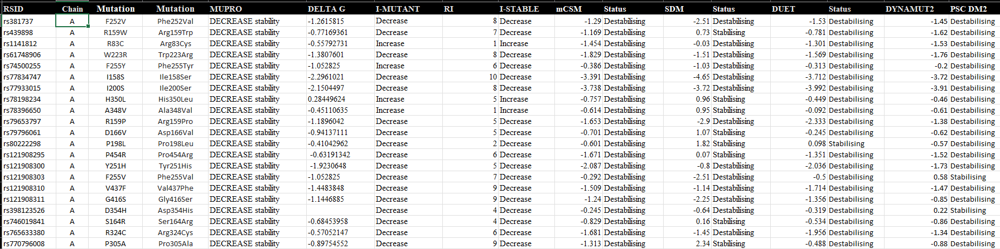 RSID Chain Mutation Mutation MUPRO DELTA G I-MUTANT RI I-STABLE mCSM Status SDM Status DUET Status DYNAMUT2 PSC DM2
rs381737 A F252V Phe252Val DECREASE stability -1.2615815 Decrease 8 Decrease -1.29 Destabilising -2.51 Destabilising -1.53 Destabilising -1.45 Destabilising
rs439898 A R159W Arg159Trp DECREASE stability -0.77169361 Decrease 7 Decrease -1.169 Destabilising 0.73 Stabilising -0.781 Destabilising -1.62 Destabilising
rs1141812 A R83C Arg83Cys DECREASE stability -0.55792731 Increase 1 Increase -1.454 Destabilising -0.03 Destabilising -1.301 Destabilising -1.53 Destabilising
rs61748906 A W223R Trp223Arg DECREASE stability -1.3807601 Decrease 8 Decrease -1.829 Destabilising -1.51 Destabilising -1.569 Destabilising -1.76 Destabilising
rs74500255 A F255Y Phe255Tyr DECREASE stability -1.052825 Increase 6 Decrease -0.386 Destabilising -1.03 Destabilising -0.313 Destabilising -0.2 Destabilising
rs77834747 A I158S Ile158Ser DECREASE stability -2.2961021 Decrease 10 Decrease -3.391 Destabilising -4.65 Destabilising -3.712 Destabilising -3.72 Destabilising
rs77933015 A I200S Ile200Ser DECREASE stability -2.1504497 Decrease 8 Decrease -3.738 Destabilising -3.72 Destabilising -3.992 Destabilising -3.91 Destabilising
rs78198234 A H350L His350Leu DECREASE stability 0.28449624 Increase 5 Increase -0.757 Destabilising 0.96 Stabilising -0.449 Destabilising -0.46 Destabilising
rs78396650 A A348V Ala348Val DECREASE stability -0.45110635 Increase 1 Increase -0.614 Destabilising 0.95 Stabilising -0.092 Destabilising -0.61 Destabilising
rs79653797 A R159P Arg159Pro DECREASE stability -1.1896042 Decrease 5 Decrease -1.653 Destabilising -2.9 Destabilising -2.333 Destabilising -1.38 Destabilising
rs79796061 A D166V Asp166Val DECREASE stability -0.94137111 Decrease 5 Decrease -0.701 Destabilising 1.07 Stabilising -0.245 Destabilising -0.62 Destabilising
rs80222298 A P198L Pro198Leu DECREASE stability -0.41042962 Decrease 2 Decrease -0.601 Destabilising 1.82 Stabilising 0.098 Stabilising -0.57 Destabilising
rs121908295 A P454R Pro454Arg DECREASE stability -0.63191342 Decrease 6 Decrease -1.671 Destabilising 0.07 Stabilising -1.351 Destabilising -1.52 Destabilising
rs121908300 A Y251H Tyr251His DECREASE stability -1.9230648 Decrease 5 Decrease -2.087 Destabilising -0.8 Destabilising -2.036 Destabilising -1.73 Destabilising
rs121908303 A F255V Phe255Val DECREASE stability -1.052825 Decrease 7 Decrease -0.292 Destabilising -2.51 Destabilising -0.5 Destabilising 0.58 Stabilising
rs121908310 A V437F Val437Phe DECREASE stability -1.4483848 Decrease 9 Decrease -1.509 Destabilising -1.14 Destabilising -1.714 Destabilising -1.47 Destabilising
rs121908311 A G416S Gly416Ser DECREASE stability -1.1446885 Decrease 9 Decrease -1.24 Destabilising -2.25 Destabilising -1.356 Destabilising -0.85 Destabilising
rs398123526 A D354H Asp354His DECREASE stability Decrease 4 Decrease -0.245 Destabilising -0.64 Destabilising -0.319 Destabilising 0.22 Stabilising
rs746019841 A S164R Ser164Arg DECREASE stability -0.68453958 Decrease 4 Decrease -0.829 Destabilising 0.16 Stabilising -0.534 Destabilising -0.86 Destabilising
rs765633380 A R324C Arg324Cys DECREASE stability -0.57052147 Decrease 6 Decrease -1.681 Destabilising -1.45 Destabilising -1.956 Destabilising -1.34 Destabilising
rs770796008 A P305A Pro305Ala DECREASE stability -0.89754552 Decrease 9 Decrease -1.313 Destabilising 2.34 Stabilising -0.488 Destabilising -0.88 Destabilising